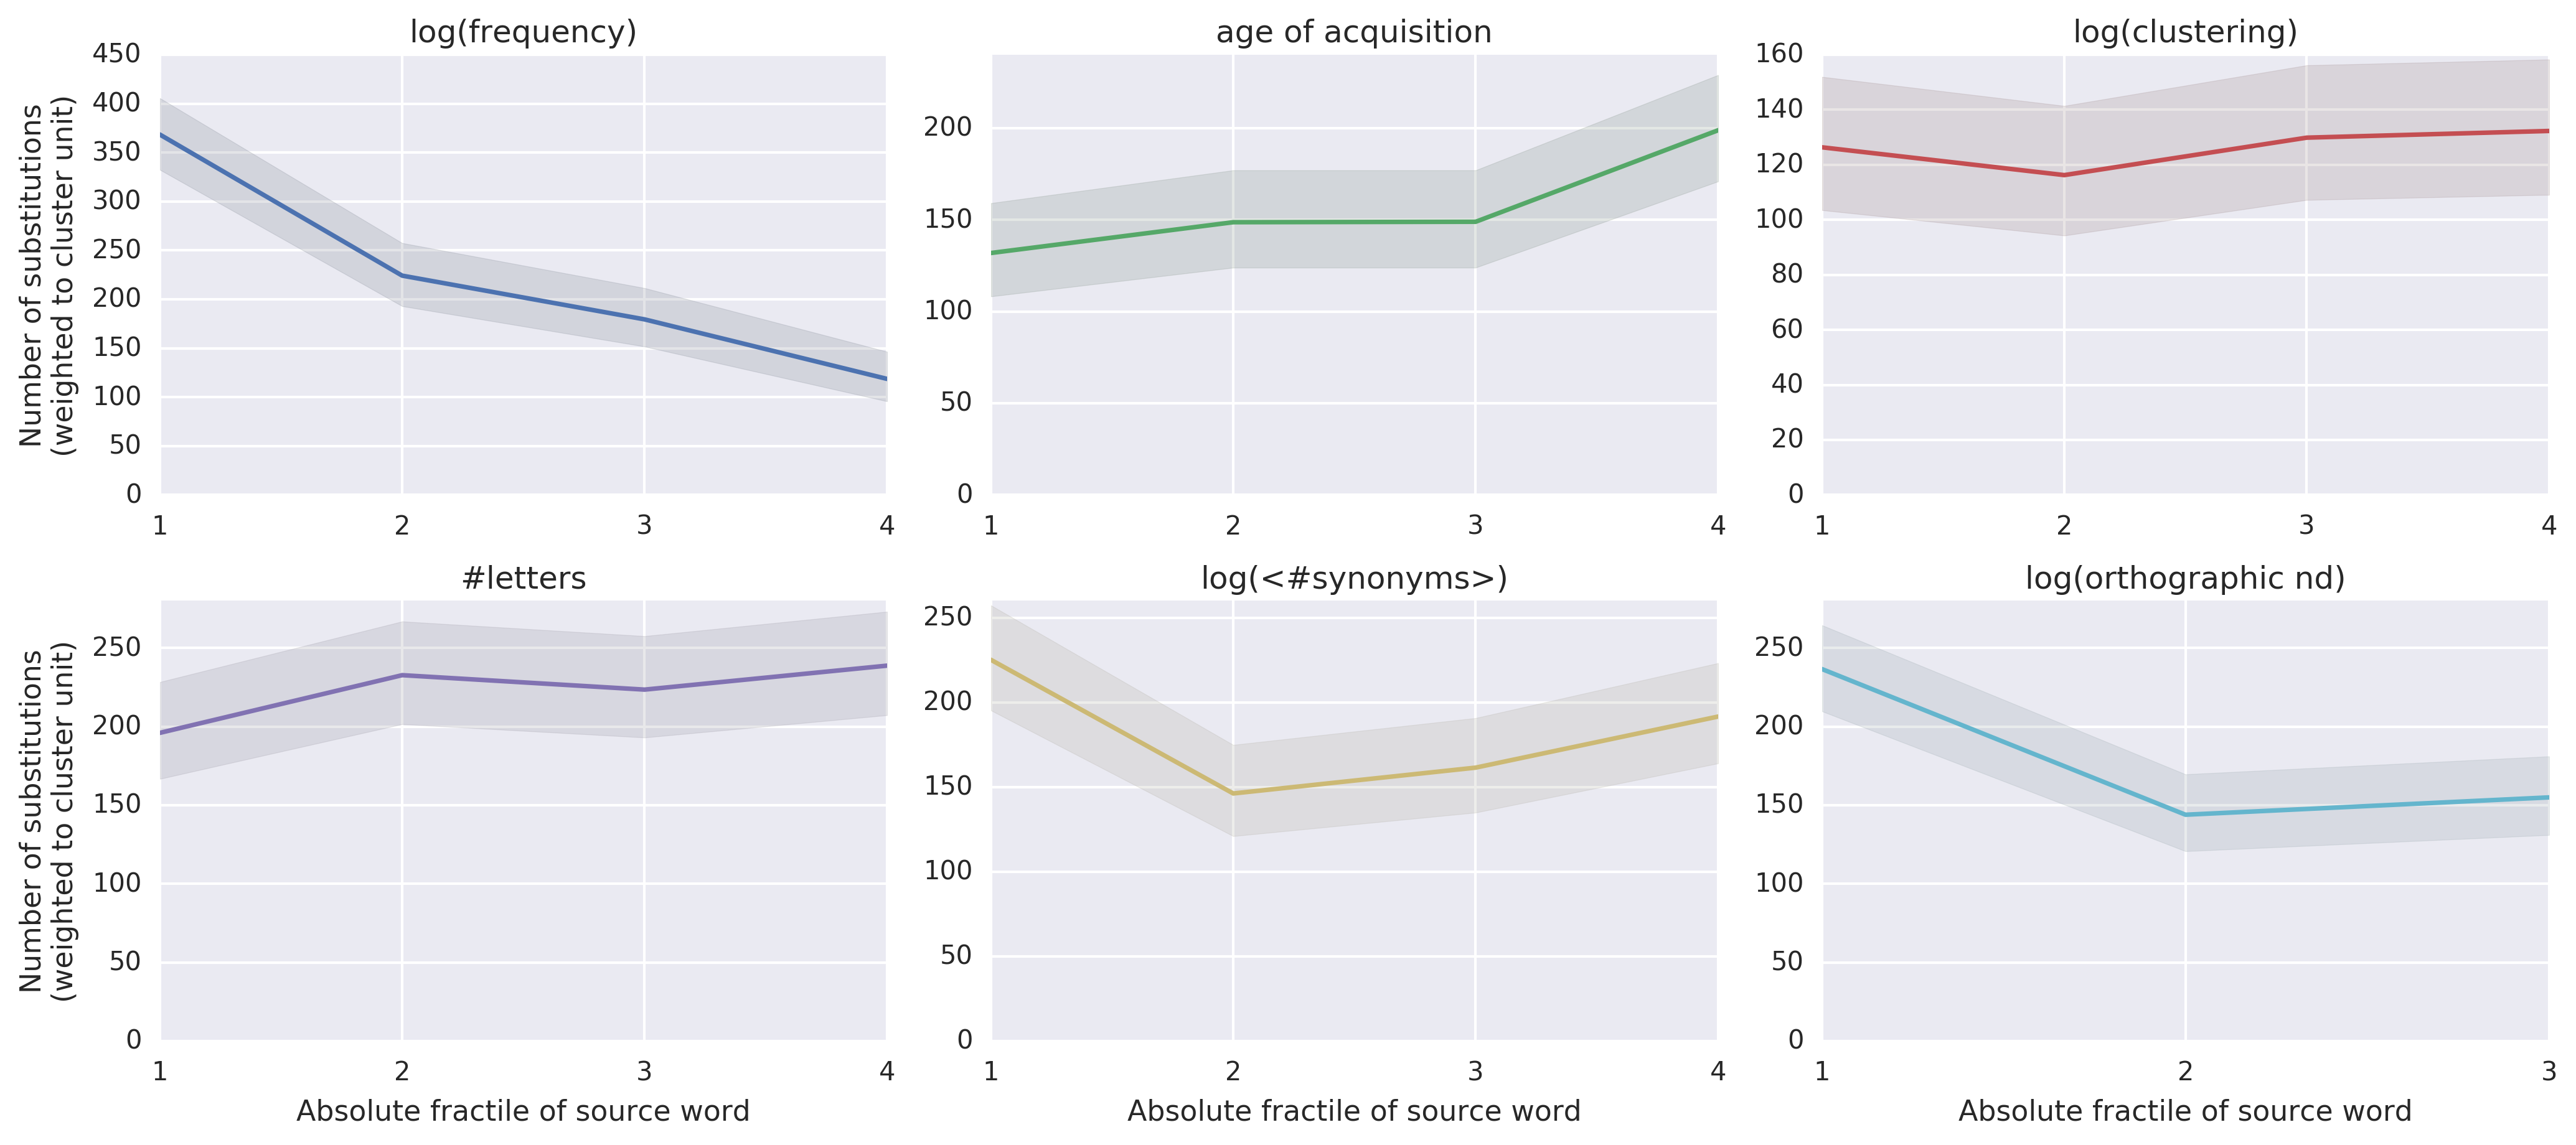 log(frequency)
Number of substitutions
(weighted to cluster unit)
450
400
350
300
250
200
150
100
50
0
1 2 3 4
age of acquisition
200
150
100
50
0
1 2 3 4
log(clustering)
160
140
120
100
80
60
40
20
0
1 2 3 4
#letters
Number of substitutions
(weighted to cluster unit)
250
200
150
100
50
0
1 2 3 4
Absolute fractile of source word
log(<#synonyms>)
250
200
150
100
50
0
1 2 3 4
Absolute fractile of source word
log(orthographic nd)
250
200
150
100
50
0
1 2 3
Absolute fractile of source word